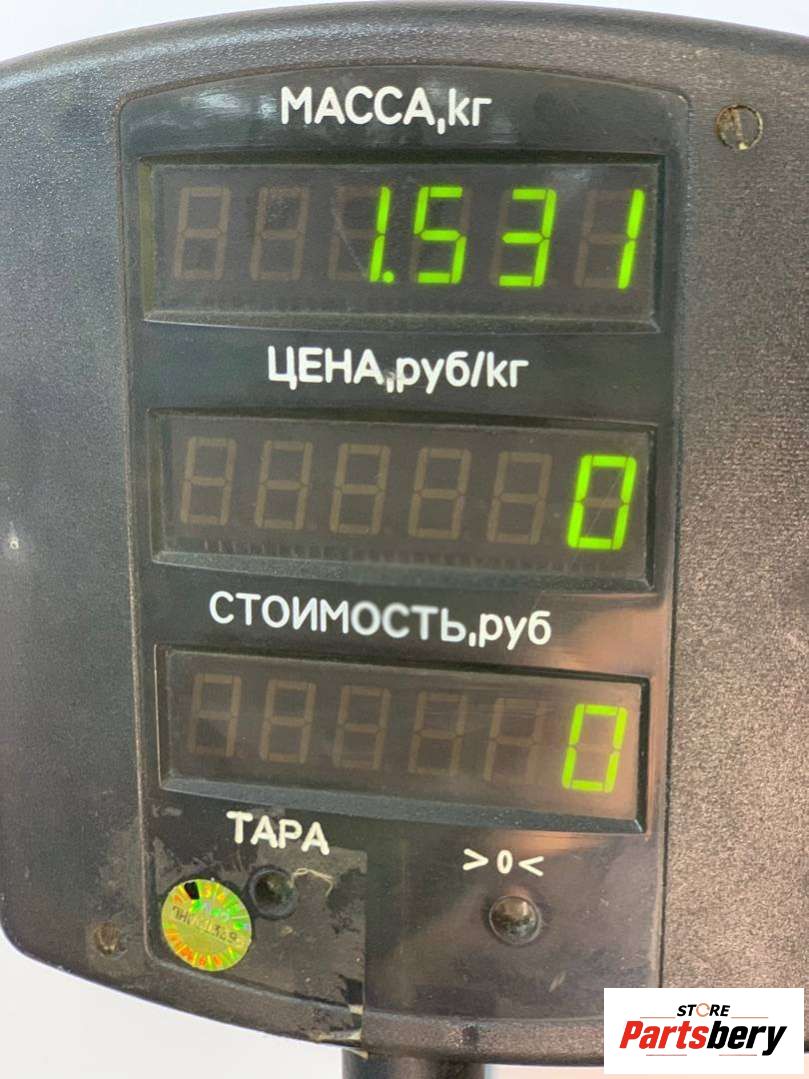 МАССА,кг
1.531
ЦЕНА,руб/кг
0
СТОИМОСТЬ,руб
0
ТАРА
>0<
STORE
Partsbery